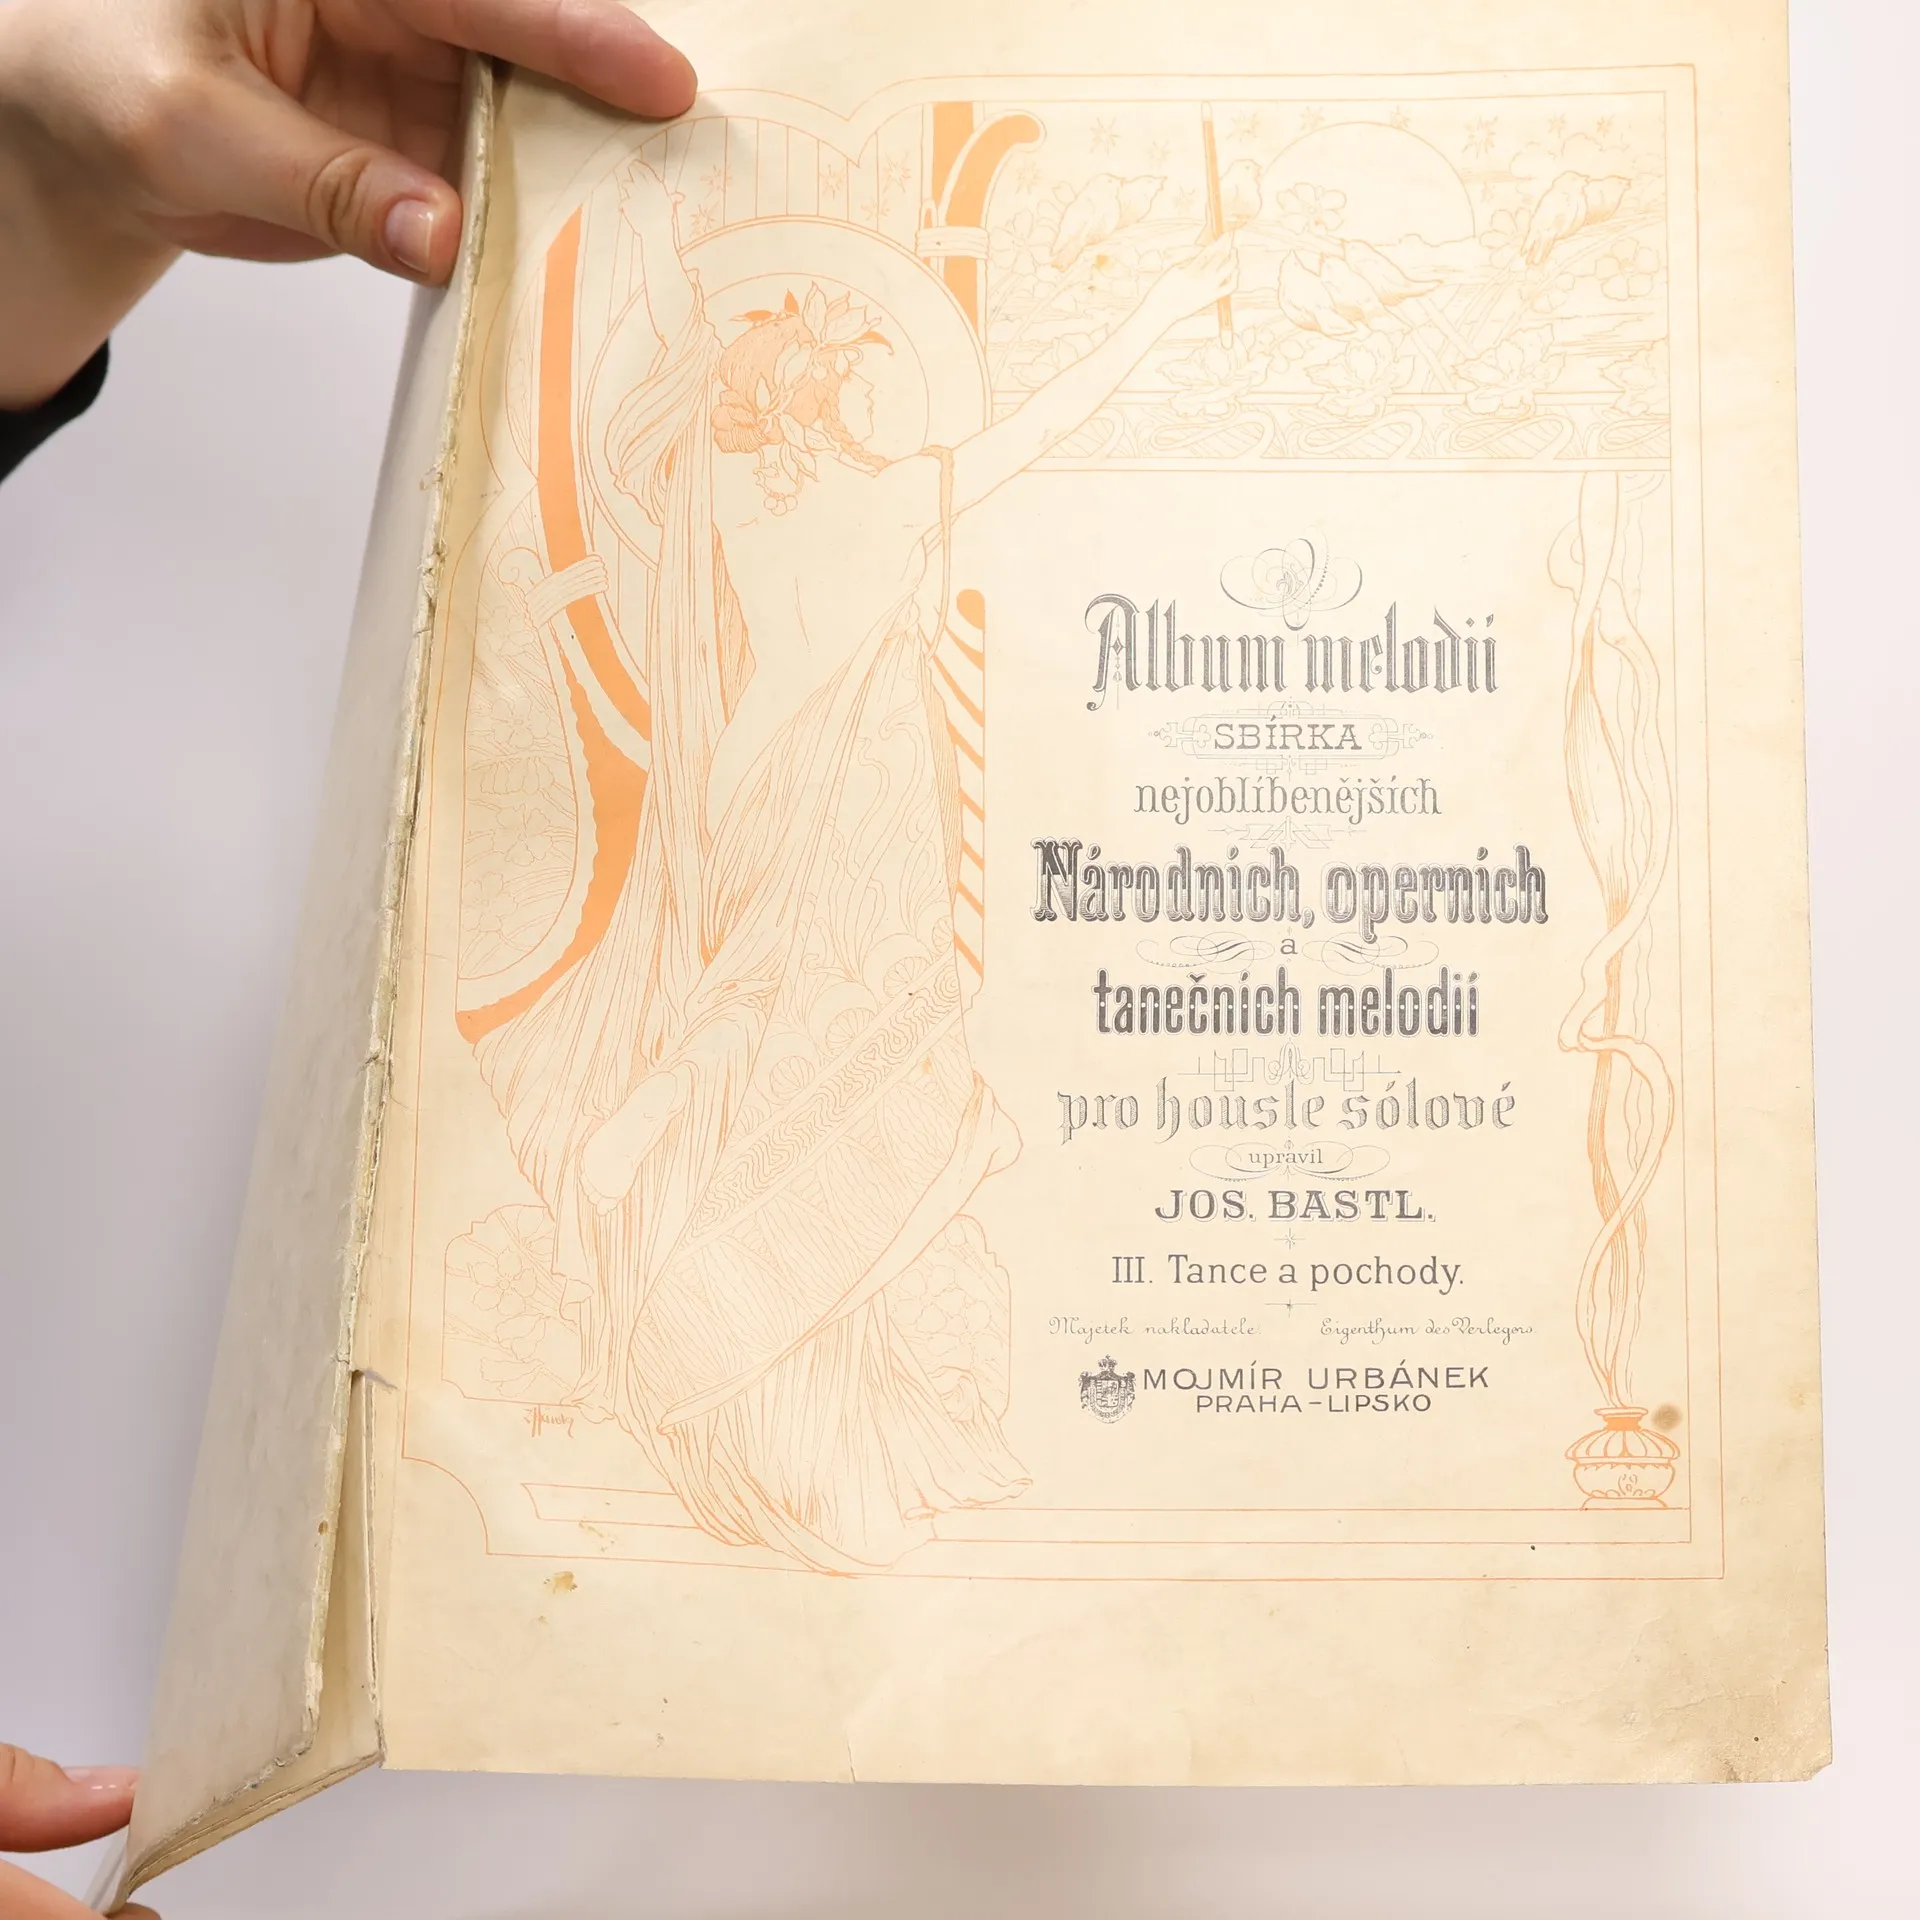 Album melodií
SBÍRKA
nejoblíbenějších
Národních, operních
a
tanečních melodií
pro housle sólové
upravil
JOS. BASTL.
III. Tance a pochody.
Majetek nakladatele. Eigenthum des Verlegers.
MOJMÍR URBÁNEK
PRAHA-LIPSKO